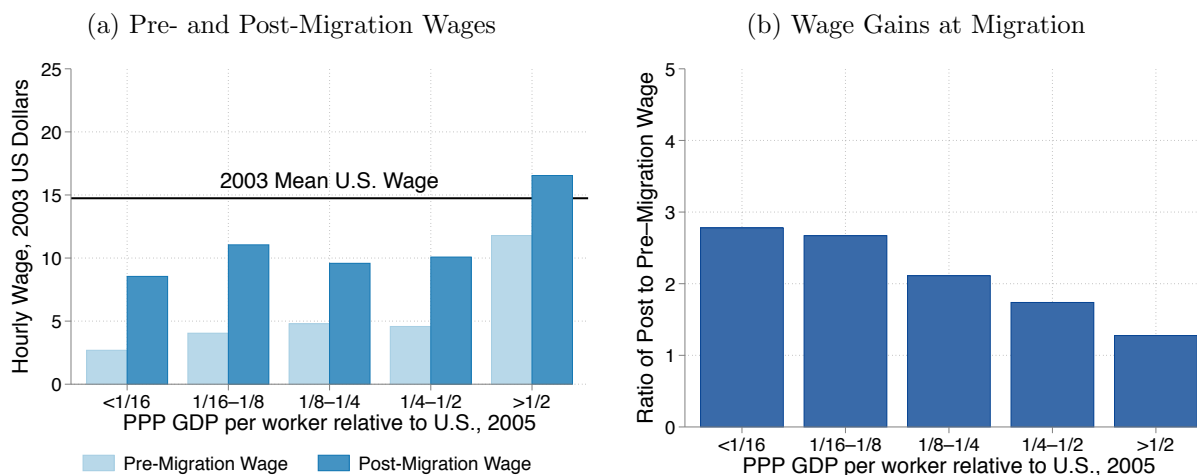 (a) Pre- and Post-Migration Wages
Hourly Wage, 2003 US Dollars
25
20
15
10
5
0
2003 Mean U.S. Wage
<1/16 1/16–1/8 1/8–1/4 1/4–1/2 >1/2
PPP GDP per worker relative to U.S., 2005
Pre-Migration Wage Post-Migration Wage
(b) Wage Gains at Migration
Ratio of Post to Pre–Migration Wage
5
4
3
2
1
0
<1/16 1/16–1/8 1/8–1/4 1/4–1/2 >1/2
PPP GDP per worker relative to U.S., 2005